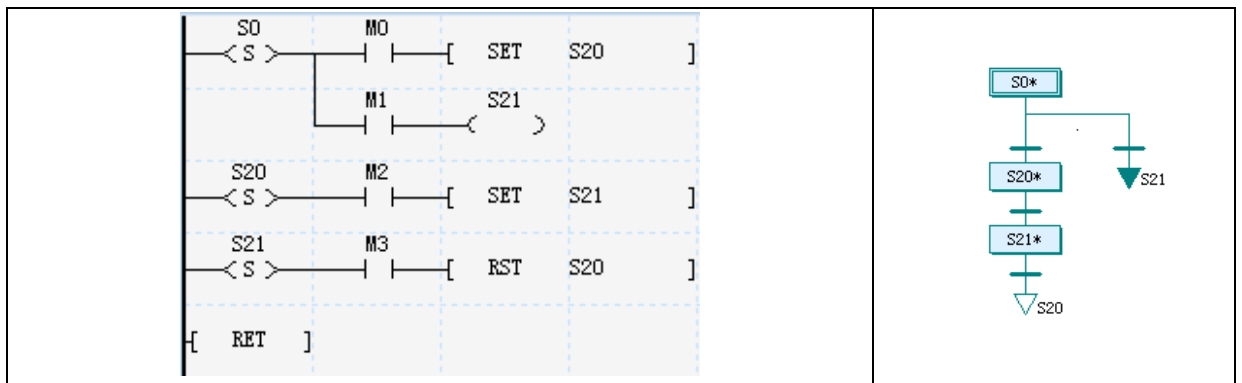 S0 M0
S
[ SET S20 ]
M1 S21
( )
S20 M2
S
[ SET S21 ]
S21 M3
S
[ RST S20 ]
[ RET ]
S0*
S20*
S21
S21*
S20